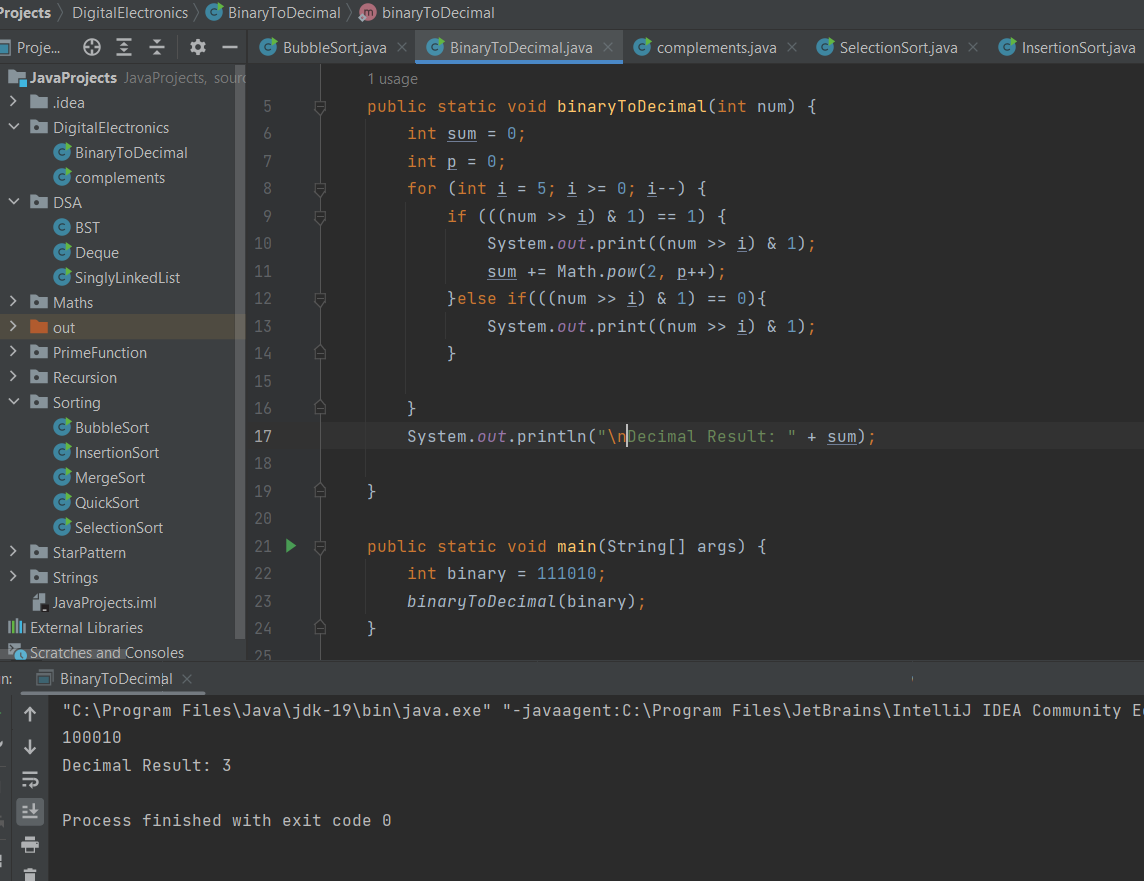 Projects DigitalElectronics BinaryToDecimal binaryToDecimal
Proje... BubbleSort.java BinaryToDecimal.java complements.java SelectionSort.java InsertionSort.java
JavaProjects JavaProjects, sour
.idea
DigitalElectronics
BinaryToDecimal
complements
DSA
BST
Deque
SinglyLinkedList
Maths
out
PrimeFunction
Recursion
Sorting
BubbleSort
InsertionSort
MergeSort
QuickSort
SelectionSort
StarPattern
Strings
JavaProjects.iml
External Libraries
Scratches and Consoles
1 usage
5 public static void binaryToDecimal(int num) {
6 int sum = 0;
7 int p = 0;
8 for (int i = 5; i >= 0; i--) {
9 if (((num >> i) & 1) == 1) {
10 System.out.print((num >> i) & 1);
11 sum += Math.pow(2, p++);
12 }else if(((num >> i) & 1) == 0){
13 System.out.print((num >> i) & 1);
14 }
15
16 }
17 System.out.println("\nDecimal Result: " + sum);
18
19 }
20
21 public static void main(String[] args) {
22 int binary = 111010;
23 binaryToDecimal(binary);
24 }
25
n: BinaryToDecimal
"C:\Program Files\Java\jdk-19\bin\java.exe" "-javaagent:C:\Program Files\JetBrains\IntelliJ IDEA Community E
100010
Decimal Result: 3
Process finished with exit code 0